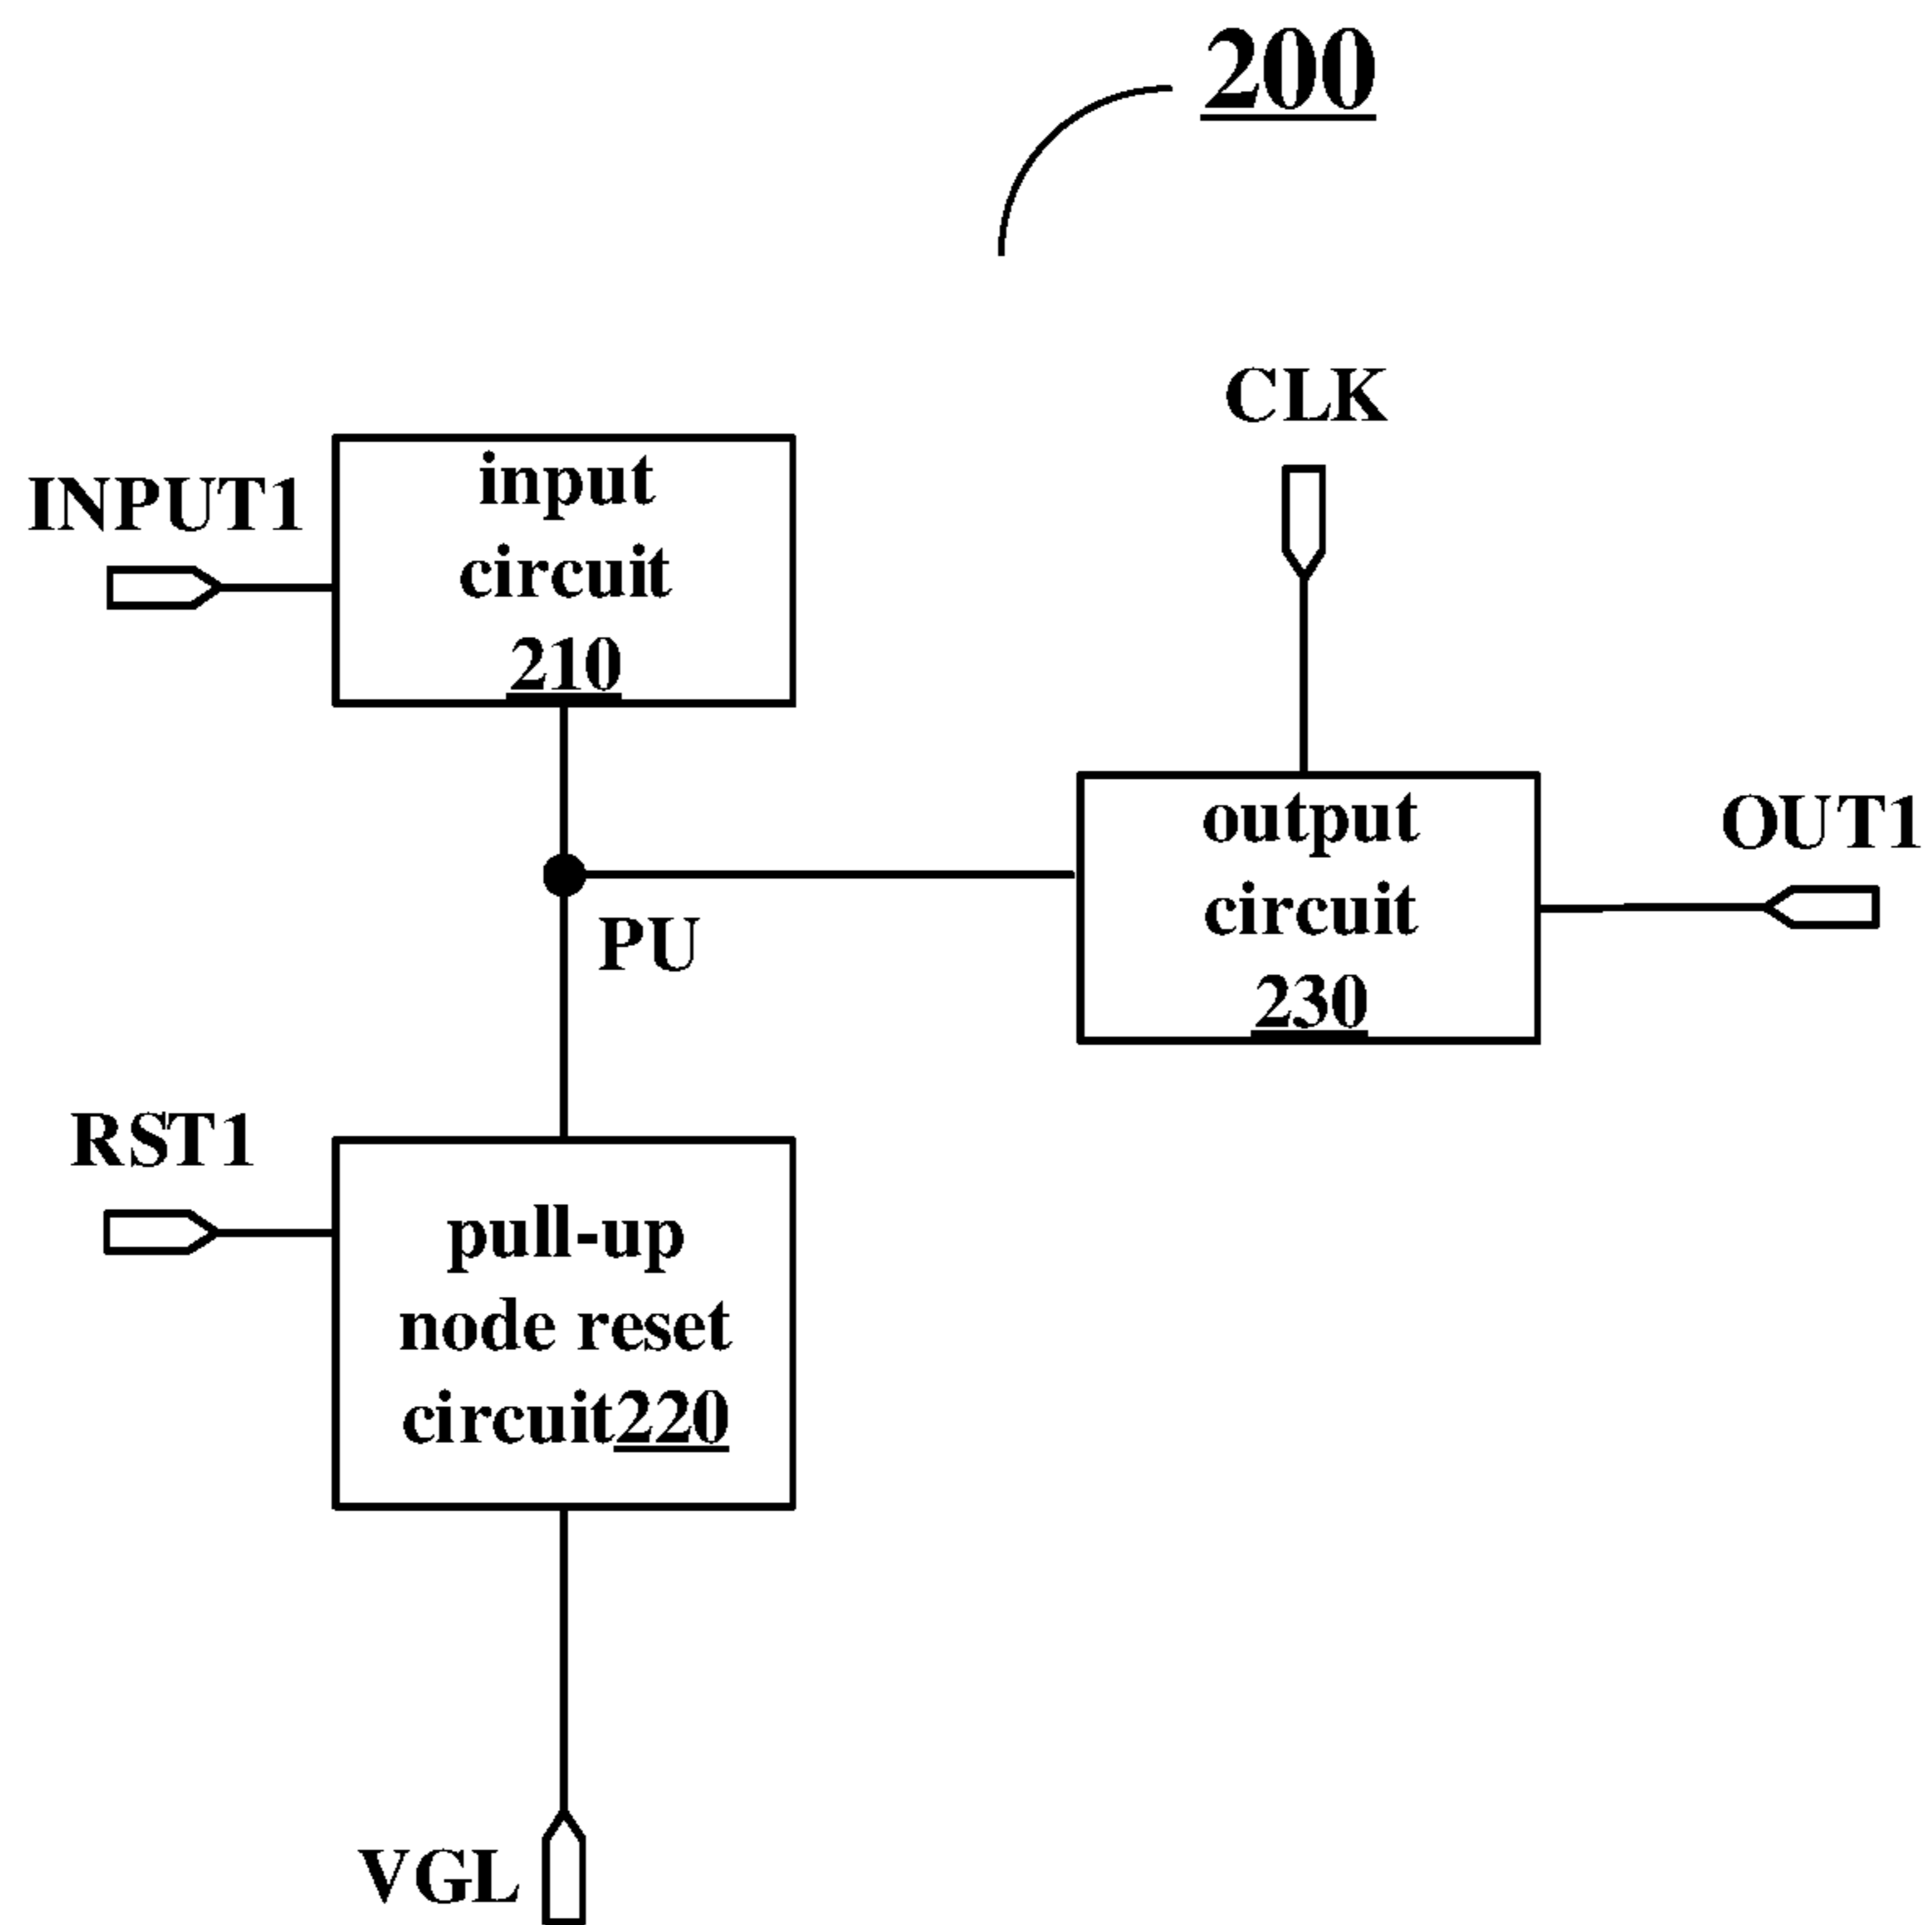 200
CLK
INPUT1
input
circuit
210
output
circuit
230
OUT1
PU
RST1
pull-up
node reset
circuit220
VGL